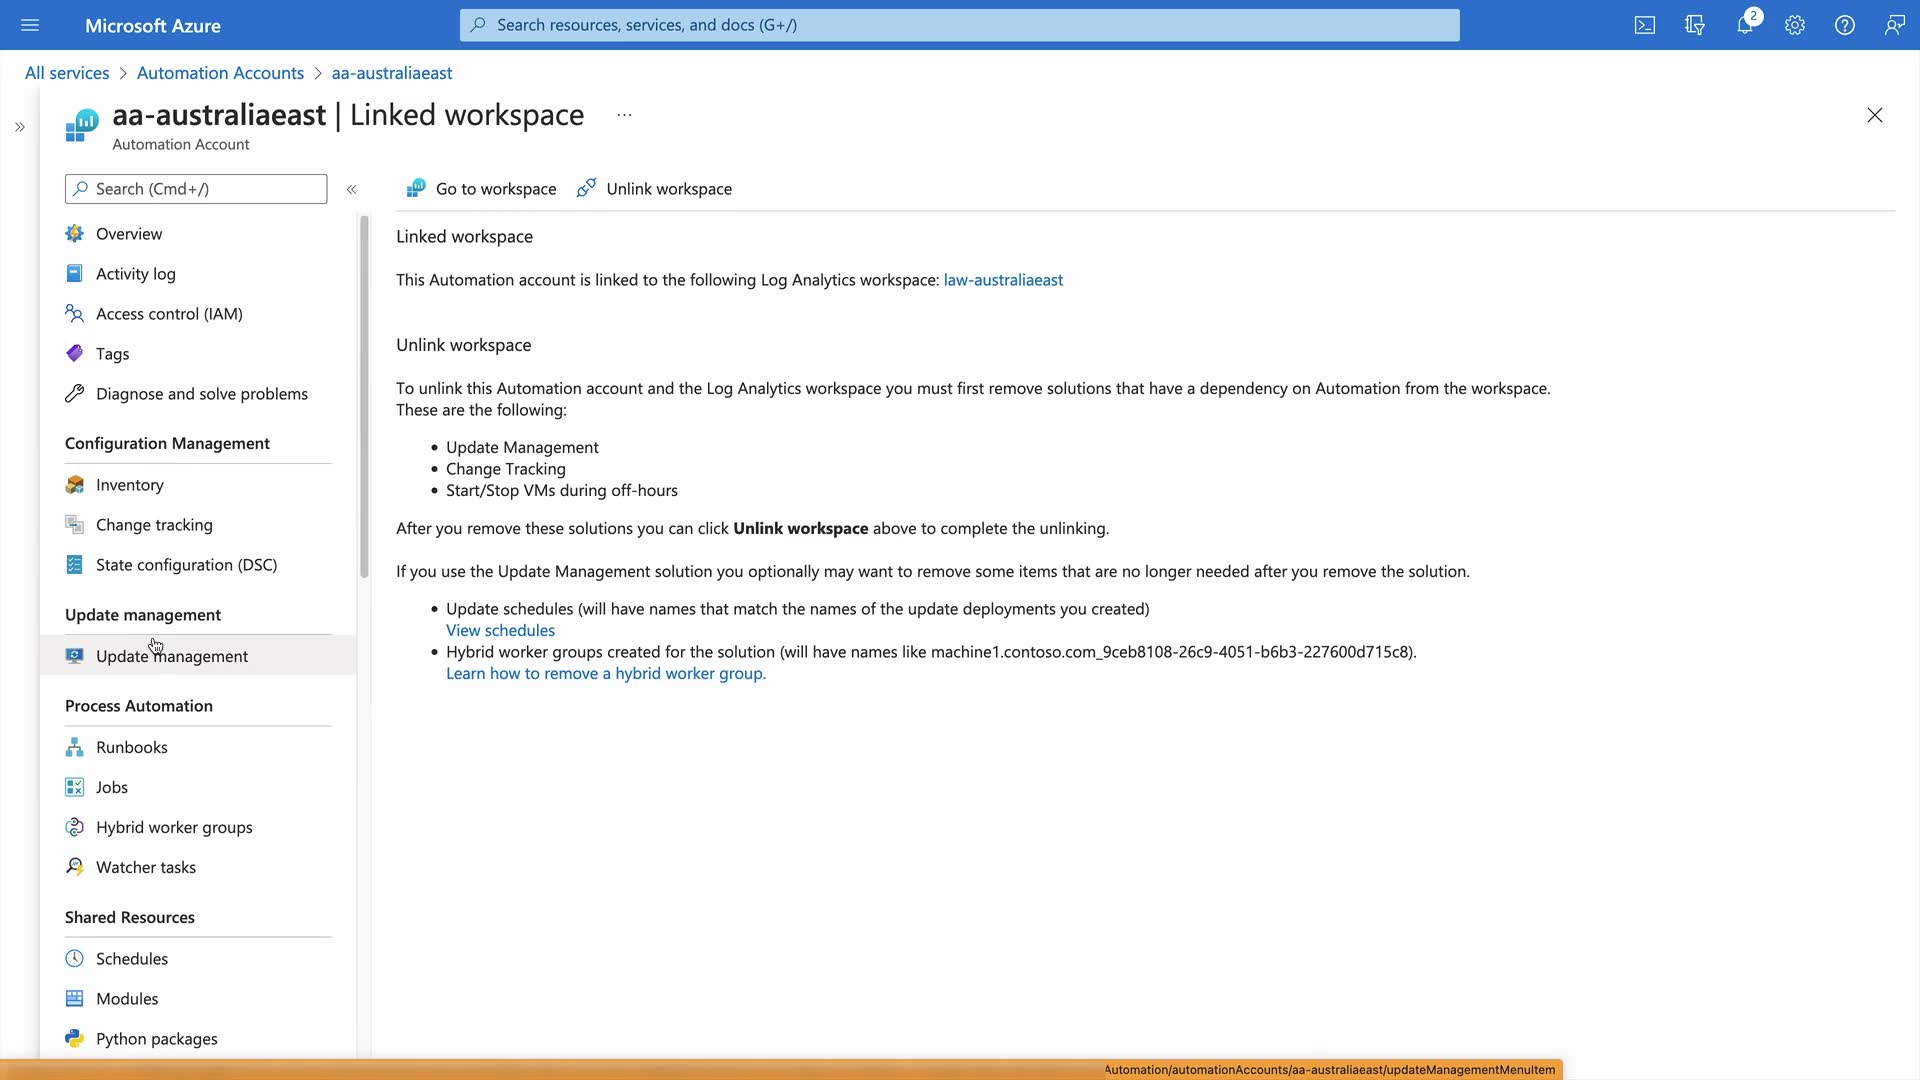 Microsoft Azure
Search resources, services, and docs (G+/)
2
All services > Automation Accounts > aa-australiaeast
aa-australiaeast | Linked workspace ...
Automation Account
Search (Cmd+/)
Go to workspace
Unlink workspace
Overview
Activity log
Access control (IAM)
Tags
Diagnose and solve problems
Configuration Management
Inventory
Change tracking
State configuration (DSC)
Update management
Update management
Process Automation
Runbooks
Jobs
Hybrid worker groups
Watcher tasks
Shared Resources
Schedules
Modules
Python packages
Linked workspace
This Automation account is linked to the following Log Analytics workspace: law-australiaeast
Unlink workspace
To unlink this Automation account and the Log Analytics workspace you must first remove solutions that have a dependency on Automation from the workspace.
These are the following:
• Update Management
• Change Tracking
• Start/Stop VMs during off-hours
After you remove these solutions you can click Unlink workspace above to complete the unlinking.
If you use the Update Management solution you optionally may want to remove some items that are no longer needed after you remove the solution.
• Update schedules (will have names that match the names of the update deployments you created)
View schedules
• Hybrid worker groups created for the solution (will have names like machine1.contoso.com_9ceb8108-26c9-4051-b6b3-227600d715c8).
Learn how to remove a hybrid worker group.
Automation/automationAccounts/aa-australiaeast/updateManagementMenuItem